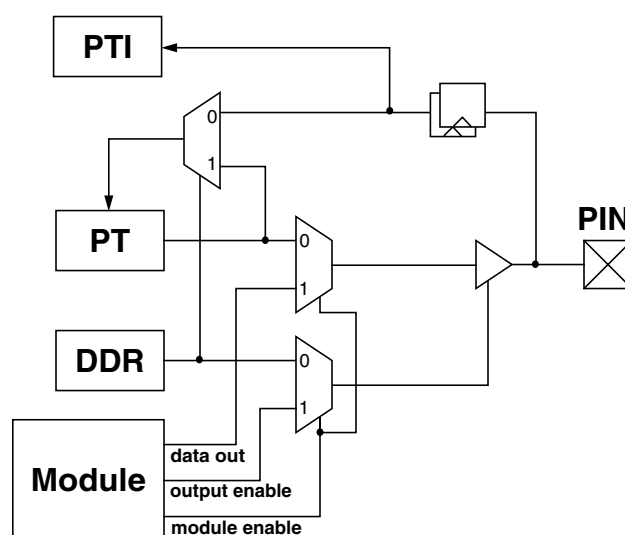 PTI
0
1
PIN
PT
0
1
DDR
0
1
Module
data out
output enable
module enable